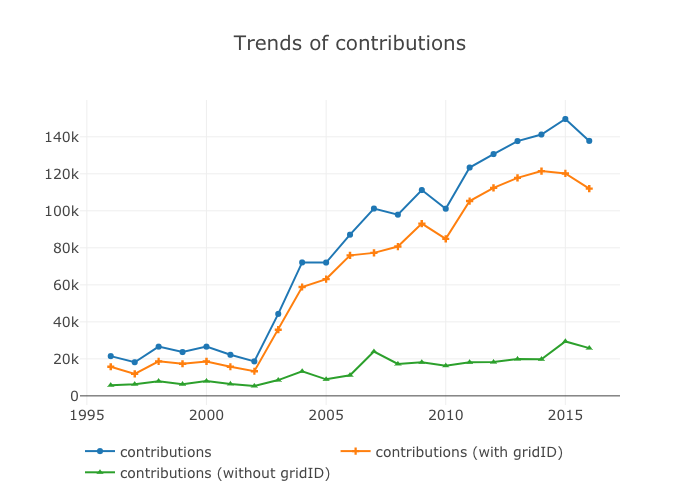 Trends of contributions
140k
120k
100k
80k
60k
40k
20k
0
1995 2000 2005 2010 2015
contributions contributions (with gridID)
contributions (without gridID)